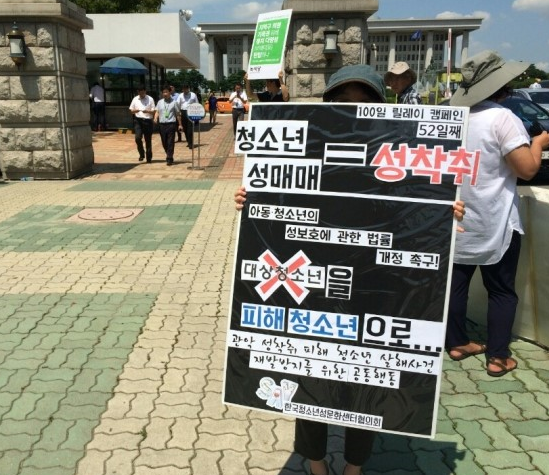 100일 릴레이 캠페인
52일째
청소년
성매매 = 성착취
아동·청소년의
성보호에 관한 법률
개정 촉구!
대상청소년을
피해 청소년으로...
관악 성착취 피해 청소년 살해사건
재발방지를 위한 공동행동
한국청소년성문화센터협의회